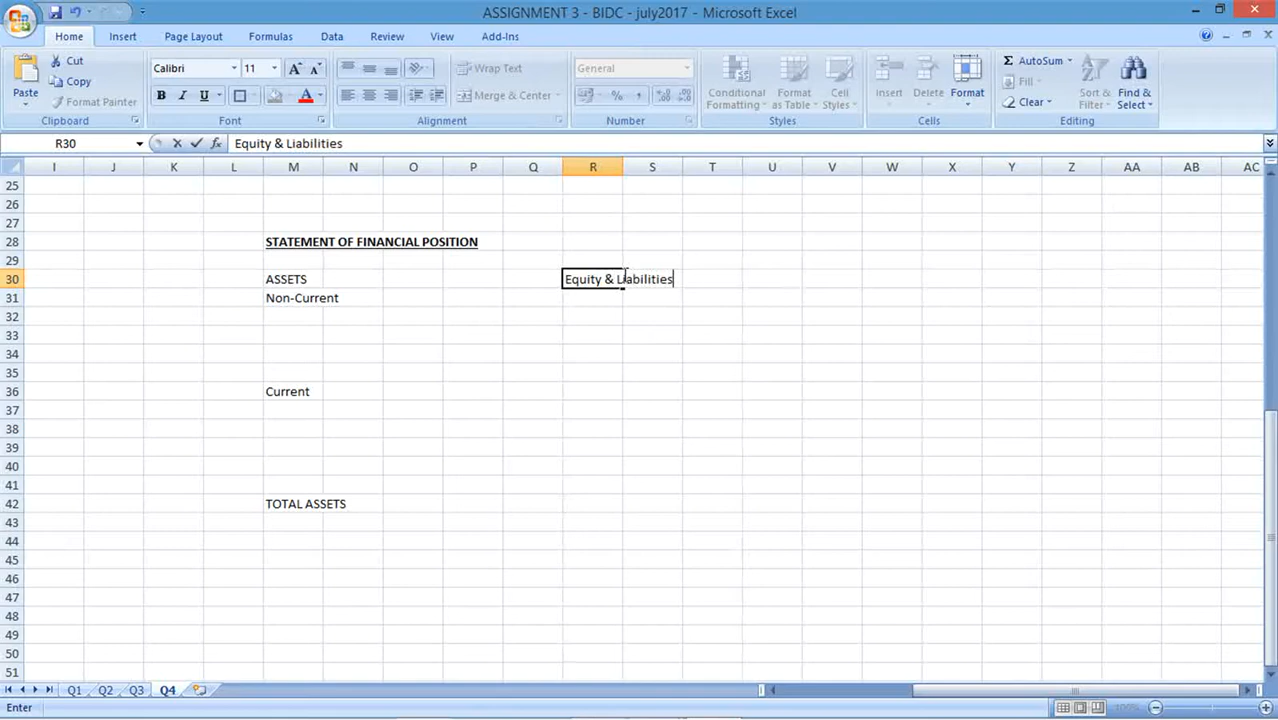 ASSIGNMENT 3 - BIDC - july2017 - Microsoft Excel
Home Insert Page Layout Formulas Data Review View Add-Ins
Paste
Cut
Copy
Format Painter
Clipboard
Calibri 11
B I U
Font
Wrap Text
Merge & Center
Alignment
General
Number
Conditional Formatting
Format as Table
Cell Styles
Styles
Insert Delete Format
Cells
AutoSum
Fill
Clear
Sort & Filter
Find & Select
Editing
R30 fx Equity & Liabilities
I J K L M N O P Q R S T U V W X Y Z AA AB AC
25
26
27
28 STATEMENT OF FINANCIAL POSITION
29
30 ASSETS Equity & Liabilities
31 Non-Current
32
33
34
35
36 Current
37
38
39
40
41
42 TOTAL ASSETS
43
44
45
46
47
48
49
50
51
Q1 Q2 Q3 Q4
Enter 100%